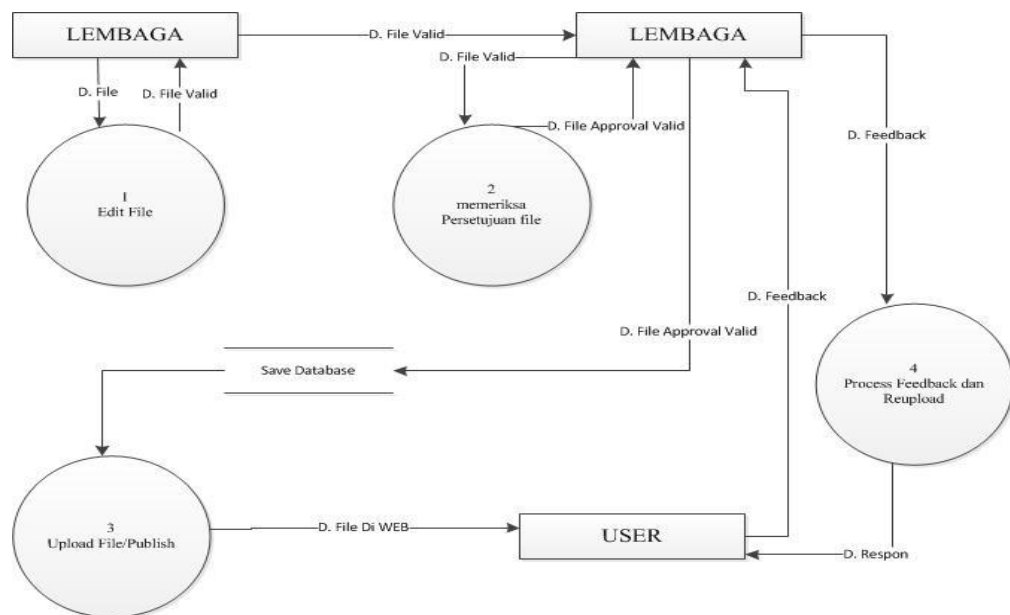 LEMBAGA
D. File Valid
LEMBAGA
D. File Valid
D. File
D. File Valid
D. File Approval Valid
D. Feedback
1
Edit File
2
memeriksa
Persetujuan file
D. Feedback
D. File Approval Valid
Save Database
4
Process Feedback dan
Reupload
3
Upload File/Publish
D. File Di WEB
USER
D. Respon